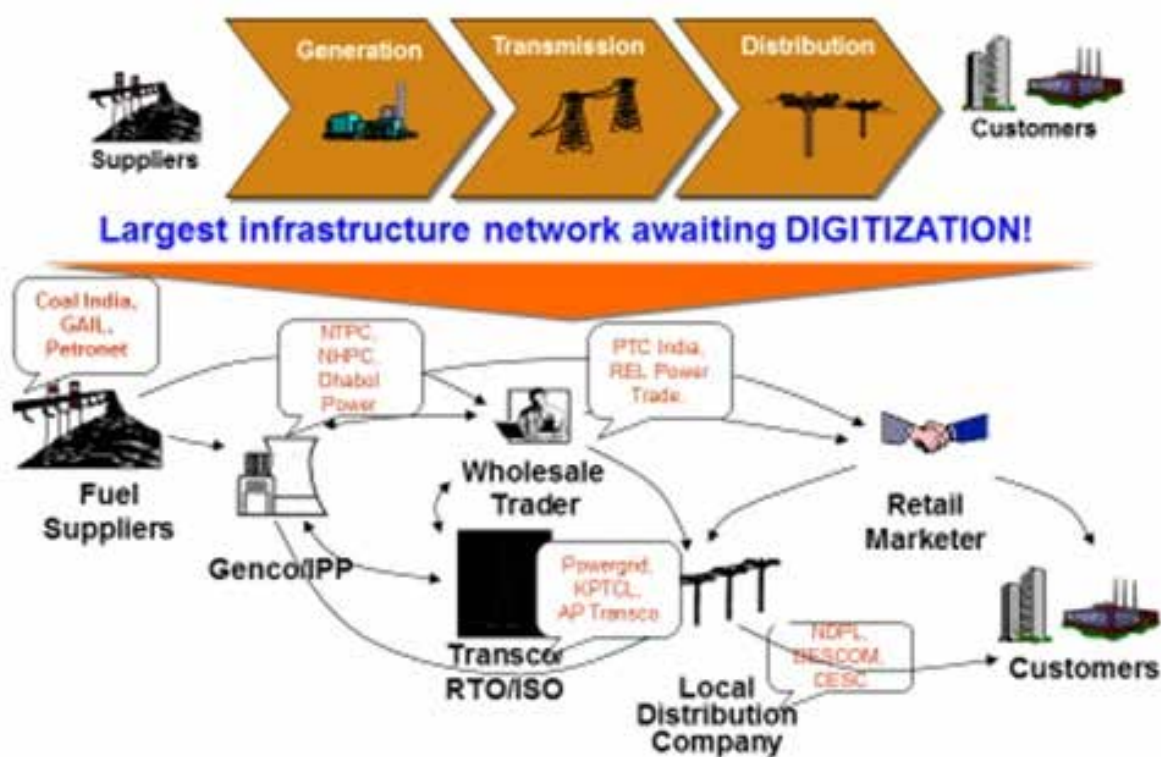 Generation
Transmission
Distribution
Suppliers
Customers
Largest infrastructure network awaiting DIGITIZATION!
Coal India,
GAIL,
Petronet
NTPC,
NHPC,
Dhabol
Power
PTC India,
REL Power
Trade.
Fuel
Suppliers
Genco/IPP
Wholesale
Trader
Retail
Marketer
Powergrid,
KPTCL,
AP Transco
Transco/
RTO/ISO
Local
Distribution
Company
NDPL,
BESCOM,
CESC
Customers